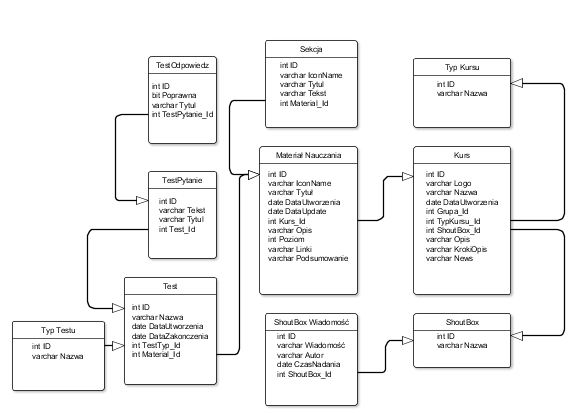 TestOdpowiedz
int ID
bit Poprawna
varchar Tytul
int TestPytanie_Id
Sekcja
int ID
varchar IconName
varchar Tytul
varchar Tekst
int Material_Id
Typ Kursu
int ID
varchar Nazwa
TestPytanie
int ID
varchar Tekst
varchar Tytul
int Test_Id
Materiał Nauczania
int ID
varchar IconName
varchar Tytuł
date DataUtworzenia
date DataUpdate
int Kurs_Id
varchar Opis
int Poziom
varchar Linki
varchar Podsumowanie
Kurs
int ID
varchar Logo
varchar Nazwa
date DataUtworzenia
int Grupa_Id
int TypKursu_Id
int ShoutBox_Id
varchar Opis
varchar KrokiOpis
varchar News
Test
int ID
varchar Nazwa
date DataUtworzenia
date DataZakonczenia
int TestTyp_Id
int Material_Id
Typ Testu
int ID
varchar Nazwa
ShoutBox Wiadomość
int ID
varchar Wiadomość
varchar Autor
date CzasNadania
int ShoutBox_Id
ShoutBox
int ID
varchar Nazwa